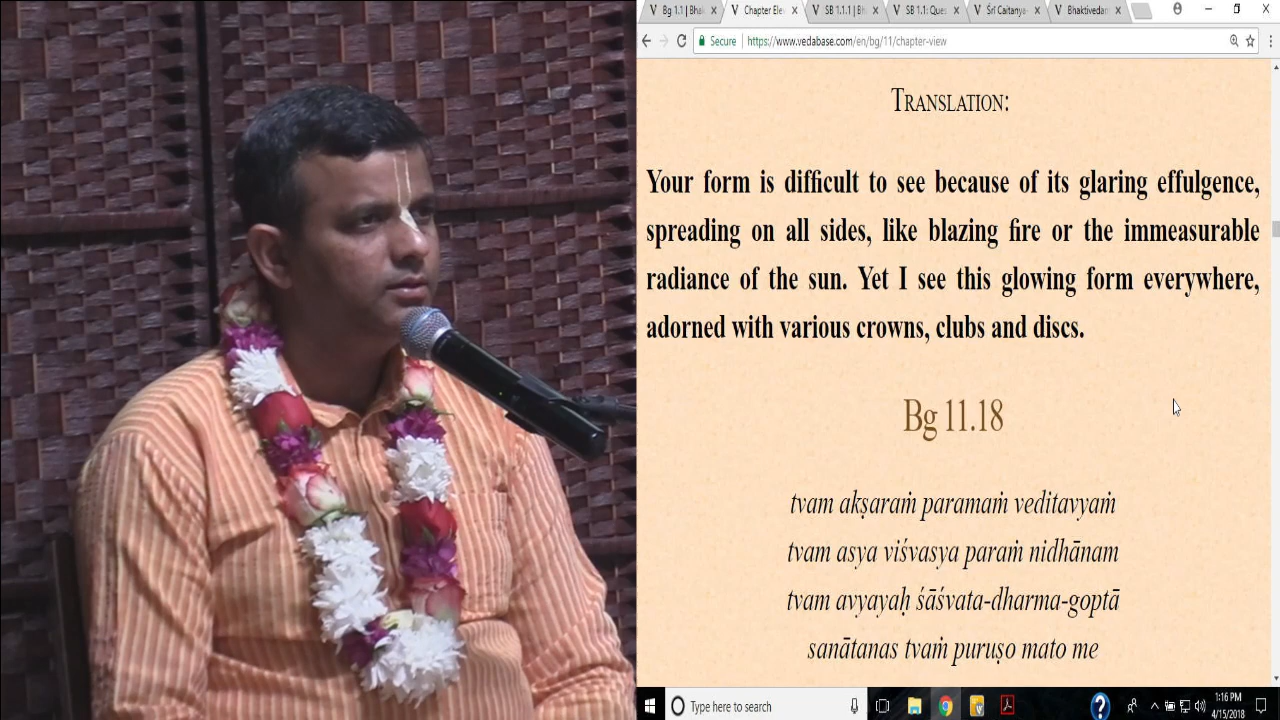 Bg 1.1 | Bha
Chapter Ele
SB 1.1.1 | Bh
SB 1.1: Ques
Śrī Caitanya-
Bhaktivedan
Secure
https://www.vedabase.com/en/bg/11/chapter-view
TRANSLATION:
Your form is difficult to see because of its glaring effulgence,
spreading on all sides, like blazing fire or the immeasurable
radiance of the sun. Yet I see this glowing form everywhere,
adorned with various crowns, clubs and discs.
Bg 11.18
tvam akṣaraṁ paramaṁ veditavyaṁ
tvam asya viśvasya paraṁ nidhānam
tvam avyayaḥ śāśvata-dharma-goptā
sanātanas tvaṁ puruṣo mato me
Type here to search
1:16 PM
4/15/2018